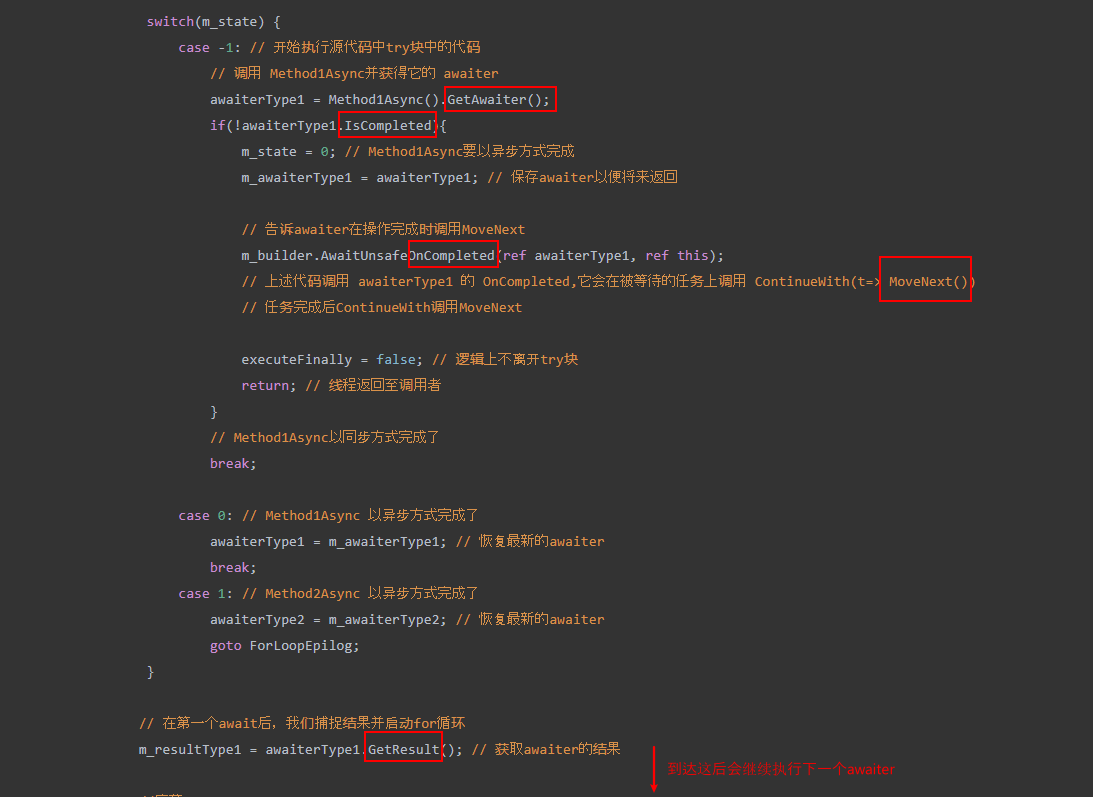 switch(m_state) {
case -1: // 开始执行源代码中try块中的代码
// 调用 Method1Async并获得它的 awaiter
awaiterType1 = Method1Async().GetAwaiter();
if(!awaiterType1.IsCompleted){
m_state = 0; // Method1Async要以异步方式完成
m_awaiterType1 = awaiterType1; // 保存awaiter以便将来返回
// 告诉awaiter在操作完成时调用MoveNext
m_builder.AwaitUnsafeOnCompleted(ref awaiterType1, ref this);
// 上述代码调用 awaiterType1 的 OnCompleted,它会在被等待的任务上调用 ContinueWith(t=> MoveNext())
// 任务完成后ContinueWith调用MoveNext
executeFinally = false; // 逻辑上不离开try块
return; // 线程返回至调用者
}
// Method1Async以同步方式完成了
break;
case 0: // Method1Async 以异步方式完成了
awaiterType1 = m_awaiterType1; // 恢复最新的awaiter
break;
case 1: // Method2Async 以异步方式完成了
awaiterType2 = m_awaiterType2; // 恢复最新的awaiter
goto ForLoopEpilog;
}
// 在第一个await后，我们捕捉结果并启动for循环
m_resultType1 = awaiterType1.GetResult(); // 获取awaiter的结果
到达这后会继续执行下一个awaiter